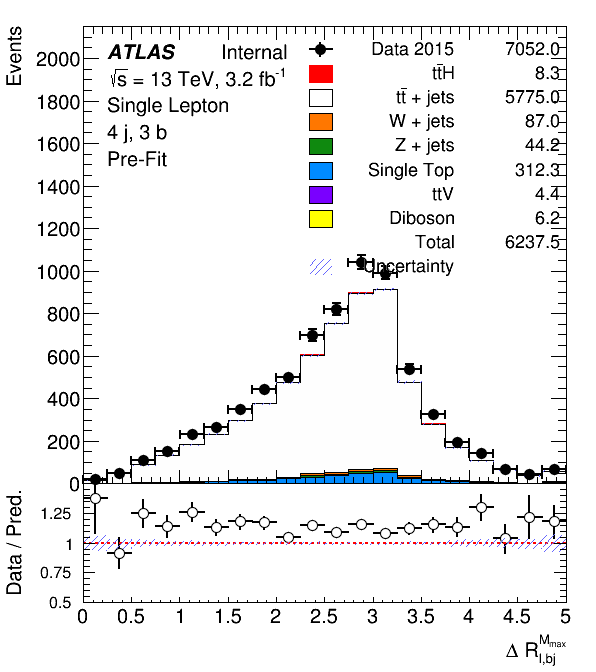 Events
ATLAS Internal
√s = 13 TeV, 3.2 fb⁻¹
Single Lepton
4 j, 3 b
Pre-Fit
Data 2015 7052.0
tt̄H 8.3
tt̄ + jets 5775.0
W + jets 87.0
Z + jets 44.2
Single Top 312.3
ttV 4.4
Diboson 6.2
Total 6237.5
Uncertainty
2000
1800
1600
1400
1200
1000
800
600
400
200
0
Data / Pred.
1.25
1
0.75
0.5
0 0.5 1 1.5 2 2.5 3 3.5 4 4.5 5
Δ R_{l,bj}^{M_{max}}